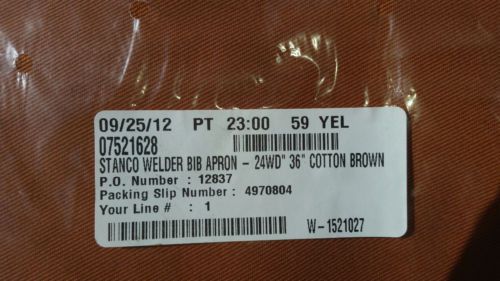 09/25/12 PT 23:00 59 YEL
07521628
STANCO WELDER BIB APRON - 24WD" 36" COTTON BROWN
P.O. Number : 12837
Packing Slip Number : 4970804
Your Line # : 1
W-1521027